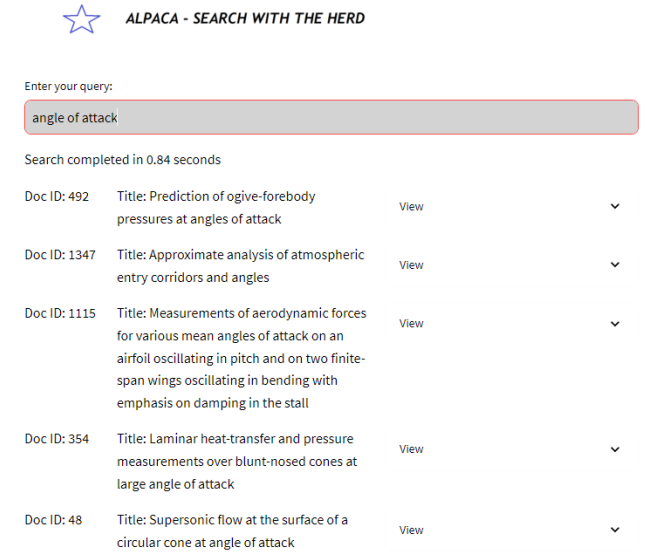 ALPACA - SEARCH WITH THE HERD
Enter your query:
angle of attack
Search completed in 0.84 seconds
Doc ID: 492
Title: Prediction of ogive-forebody
pressures at angles of attack
View
Doc ID: 1347
Title: Approximate analysis of atmospheric
entry corridors and angles
View
Doc ID: 1115
Title: Measurements of aerodynamic forces
for various mean angles of attack on an
airfoil oscillating in pitch and on two finite-
span wings oscillating in bending with
emphasis on damping in the stall
View
Doc ID: 354
Title: Laminar heat-transfer and pressure
measurements over blunt-nosed cones at
large angle of attack
View
Doc ID: 48
Title: Supersonic flow at the surface of a
circular cone at angle of attack
View